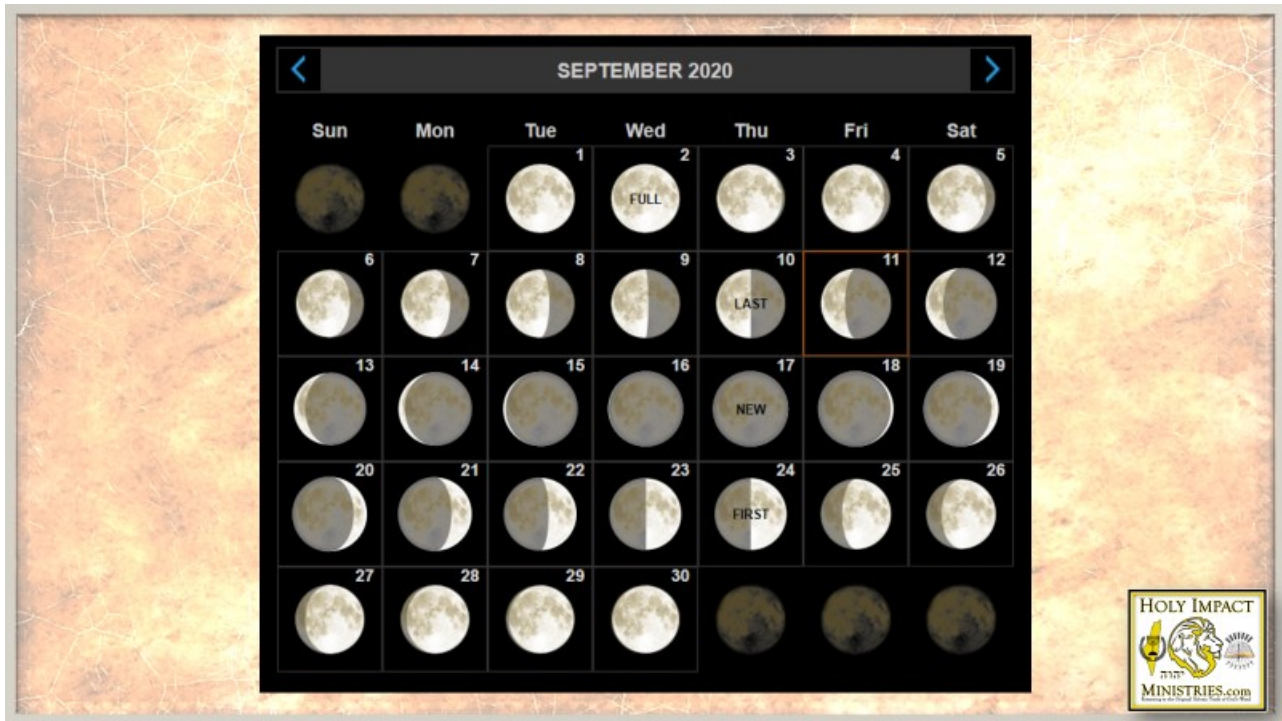 SEPTEMBER 2020
Sun Mon Tue Wed Thu Fri Sat
1 2 3 4 5
FULL
6 7 8 9 10 11 12
LAST
13 14 15 16 17 18 19
NEW
20 21 22 23 24 25 26
FIRST
27 28 29 30
HOLY IMPACT
יהוה
MINISTRIES.com